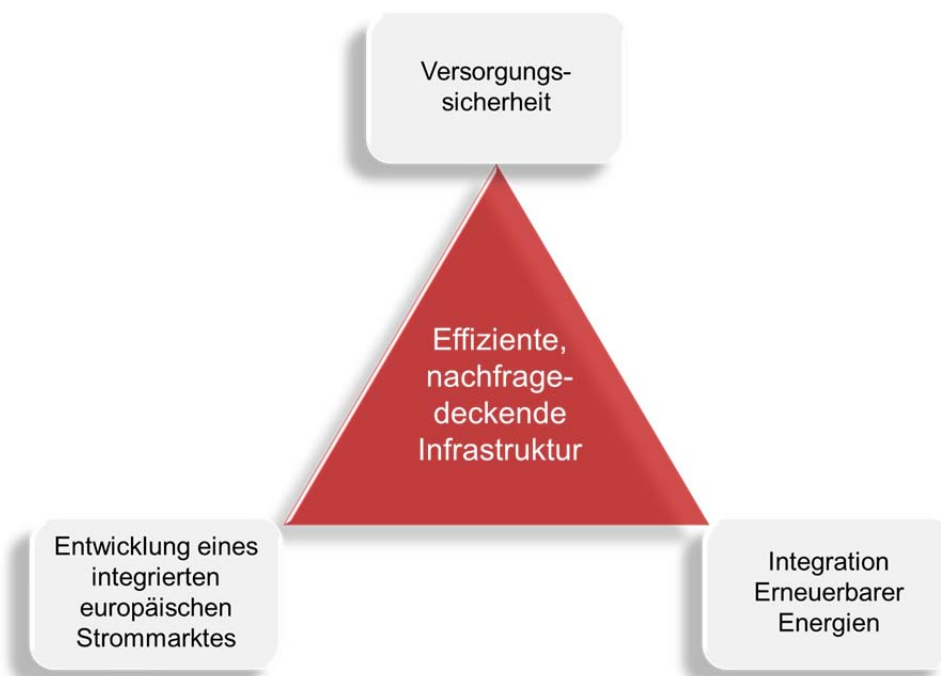 Versorgungs-
sicherheit
Effiziente,
nachfrage-
deckende
Infrastruktur
Entwicklung eines
integrierten
europäischen
Strommarktes
Integration
Erneuerbarer
Energien